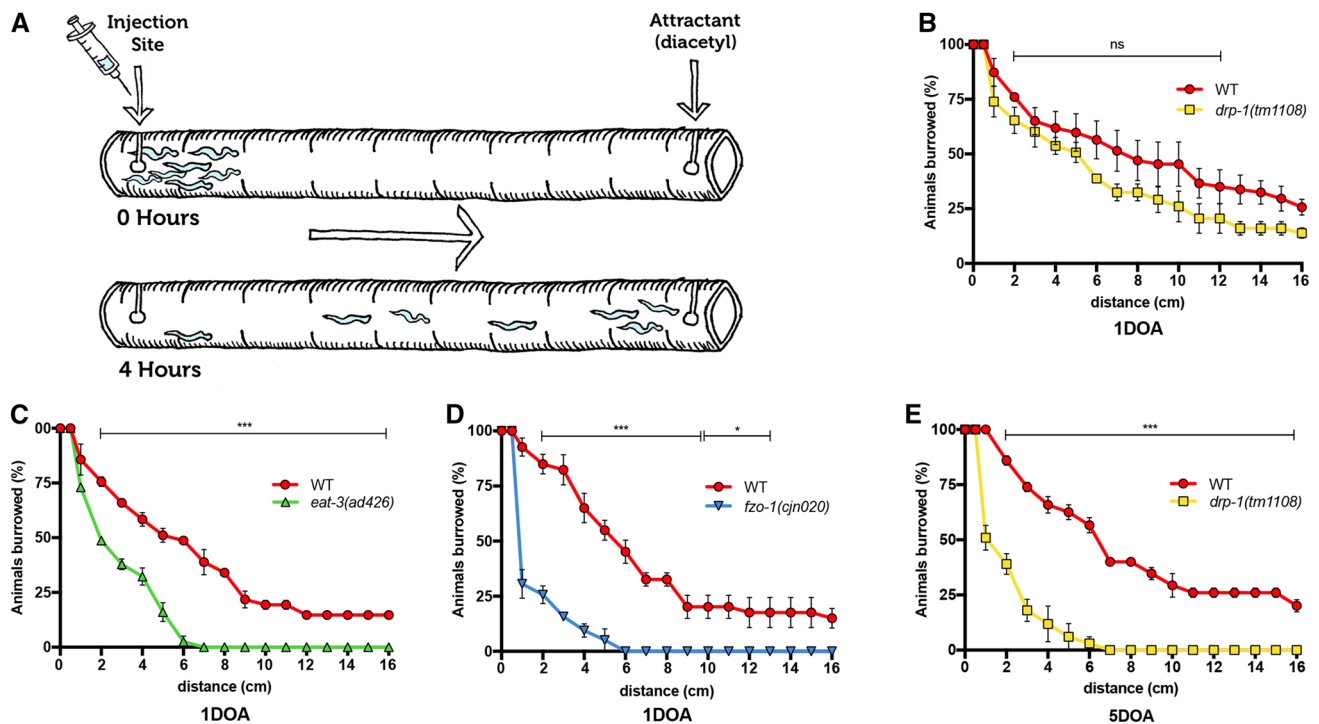 A
Injection
Site
Attractant
(diacetyl)
0 Hours
4 Hours
B
ns
WT
drp-1(tm1108)
Animals burrowed (%)
100
75
50
25
0
0 2 4 6 8 10 12 14 16
distance (cm)
1DOA
C
***
WT
eat-3(ad426)
Animals burrowed (%)
00
75
50
25
0
0 2 4 6 8 10 12 14 16
distance (cm)
1DOA
D
*** *
WT
fzo-1(cjn020)
Animals burrowed (%)
100
75
50
25
0
0 2 4 6 8 10 12 14 16
distance (cm)
1DOA
E
***
WT
drp-1(tm1108)
Animals burrowed (%)
100
75
50
25
0
0 2 4 6 8 10 12 14 16
distance (cm)
5DOA